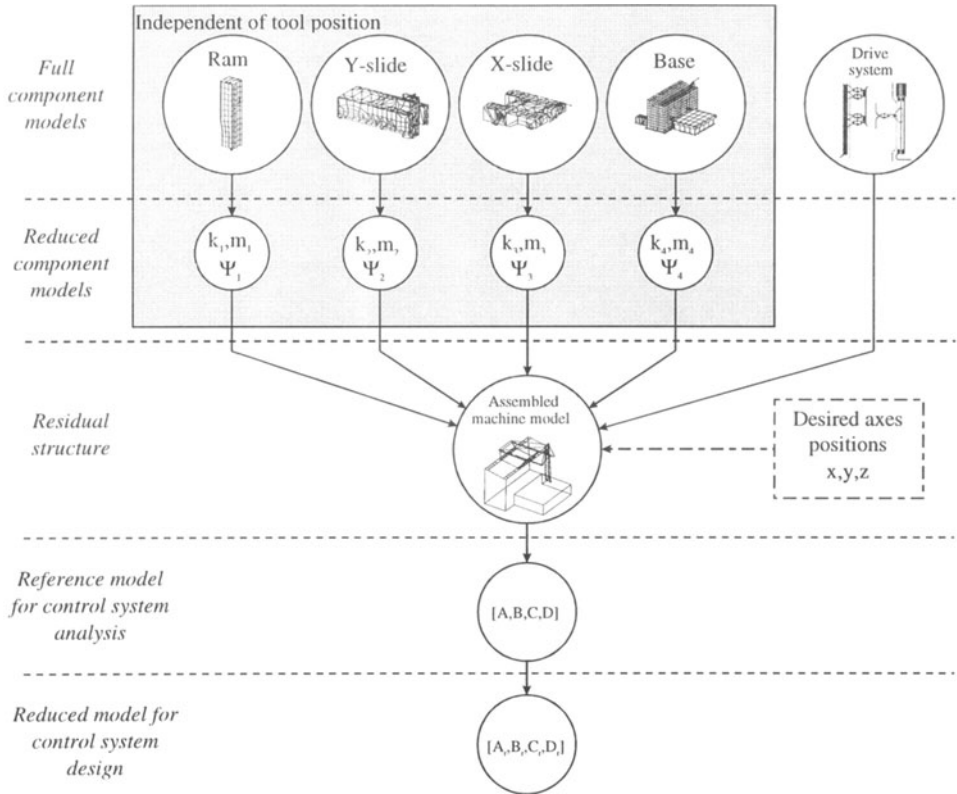 Independent of tool position
Full
component
models
Ram
Y-slide
X-slide
Base
Drive
system
Reduced
component
models
k₁,m₁
Ψ₁
k₂,m₂
Ψ₂
k₃,m₃
Ψ₃
k₄,m₄
Ψ₄
Residual
structure
Assembled
machine model
Desired axes
positions
x,y,z
Reference model
for control system
analysis
[A,B,C,D]
Reduced model for
control system
design
[Aᵣ,Bᵣ,Cᵣ,Dᵣ]